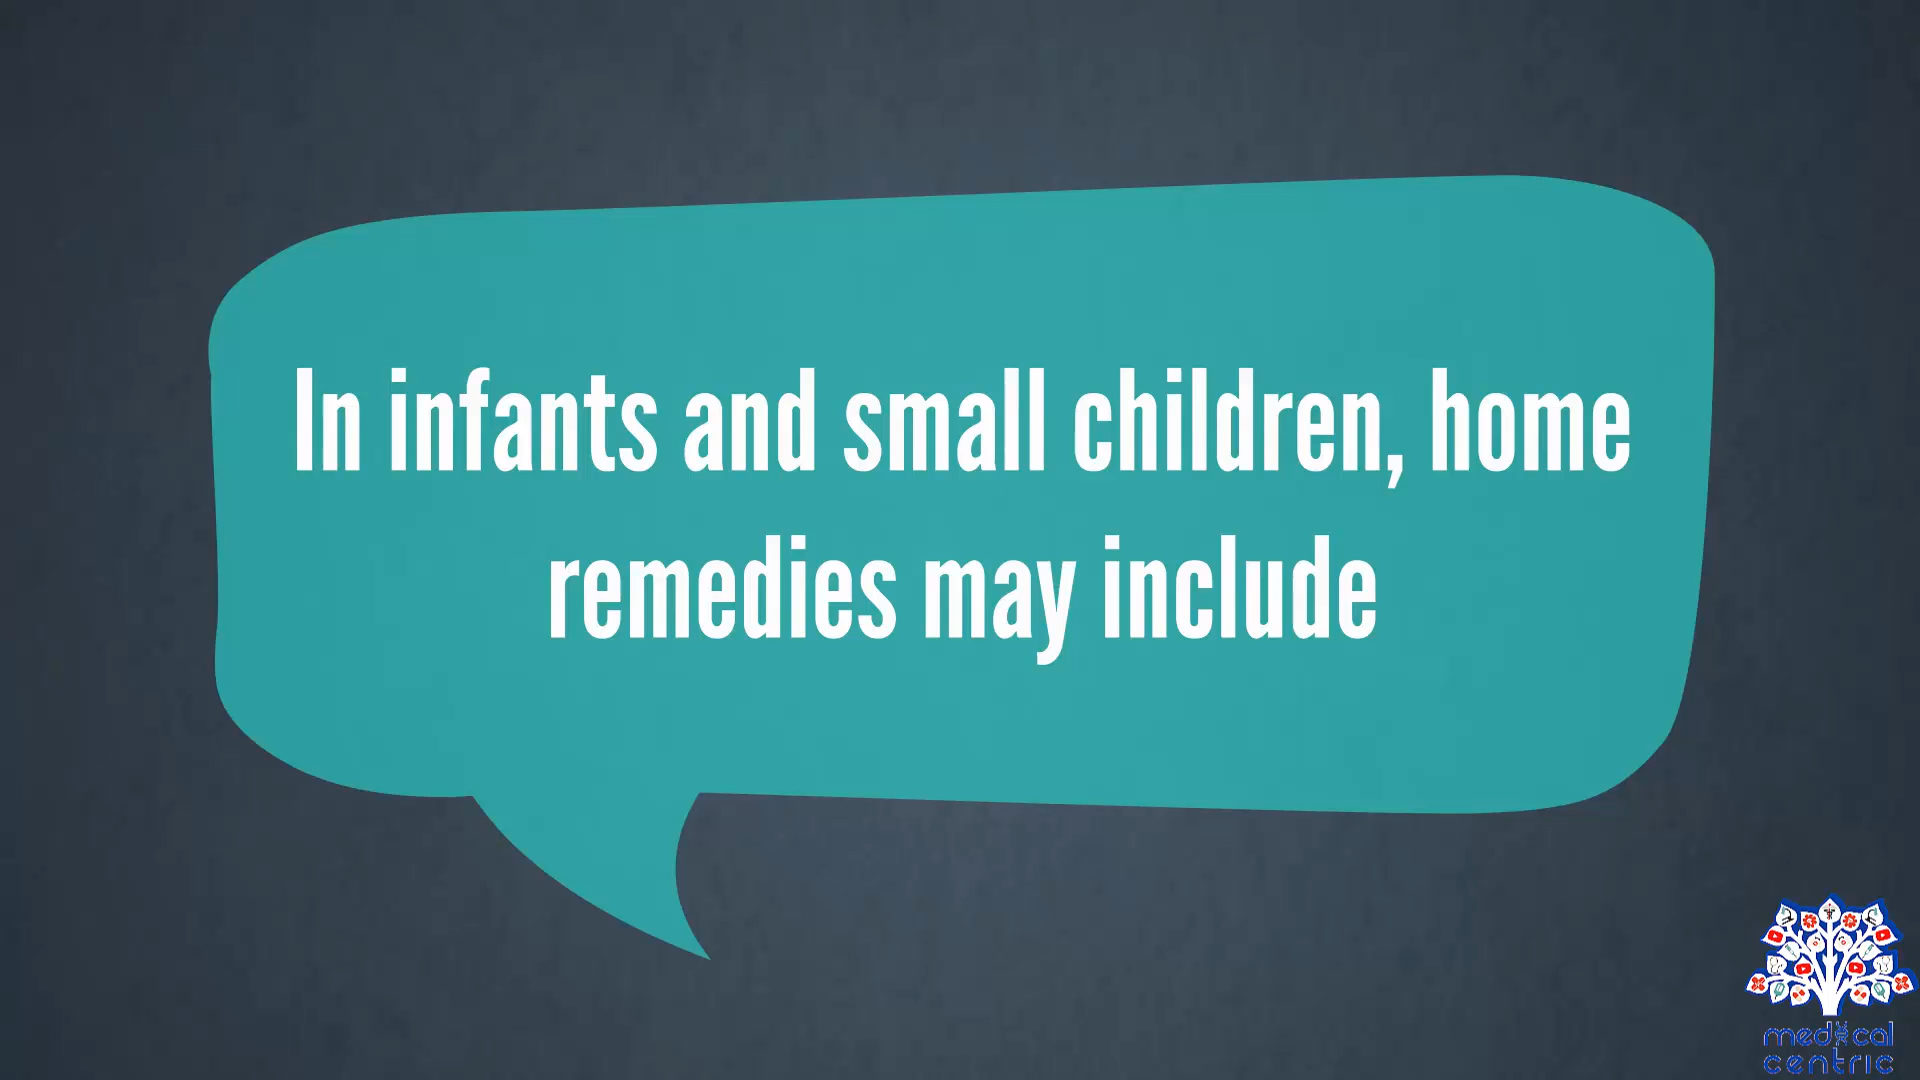 In infants and small children, home
remedies may include
medical
centric